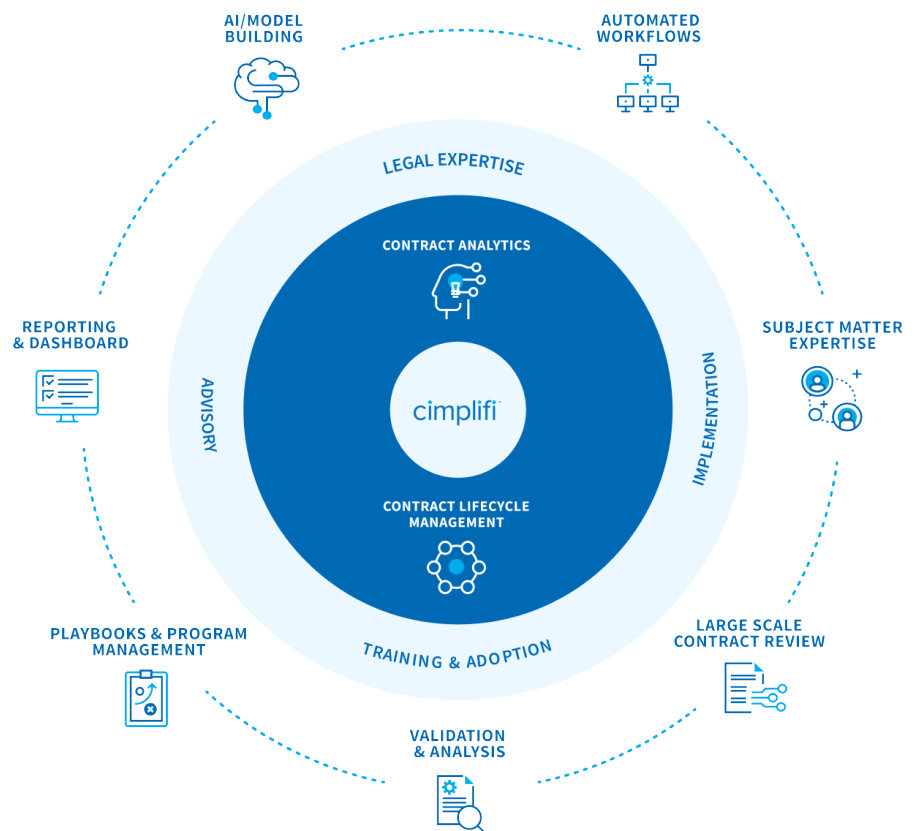 AI/MODEL
BUILDING
AUTOMATED
WORKFLOWS
LEGAL EXPERTISE
CONTRACT ANALYTICS
REPORTING
& DASHBOARD
SUBJECT MATTER
EXPERTISE
ADVISORY
cimplifi™
IMPLEMENTATION
CONTRACT LIFECYCLE
MANAGEMENT
PLAYBOOKS & PROGRAM
MANAGEMENT
LARGE SCALE
CONTRACT REVIEW
TRAINING & ADOPTION
VALIDATION
& ANALYSIS